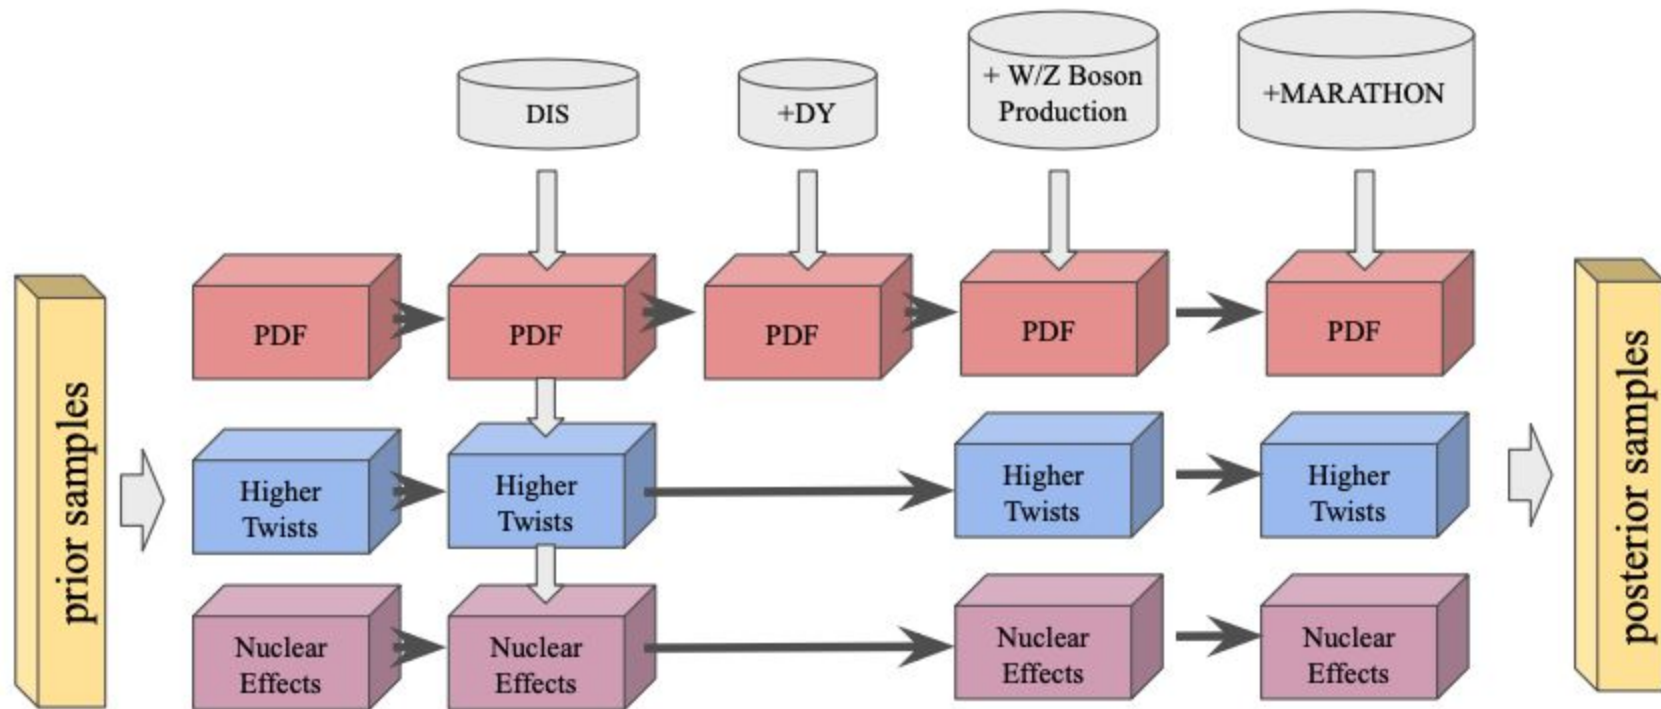 DIS
+DY
+ W/Z Boson
Production
+MARATHON
prior samples
PDF
PDF
PDF
PDF
PDF
Higher
Twists
Higher
Twists
Higher
Twists
Higher
Twists
Nuclear
Effects
Nuclear
Effects
Nuclear
Effects
Nuclear
Effects
posterior samples